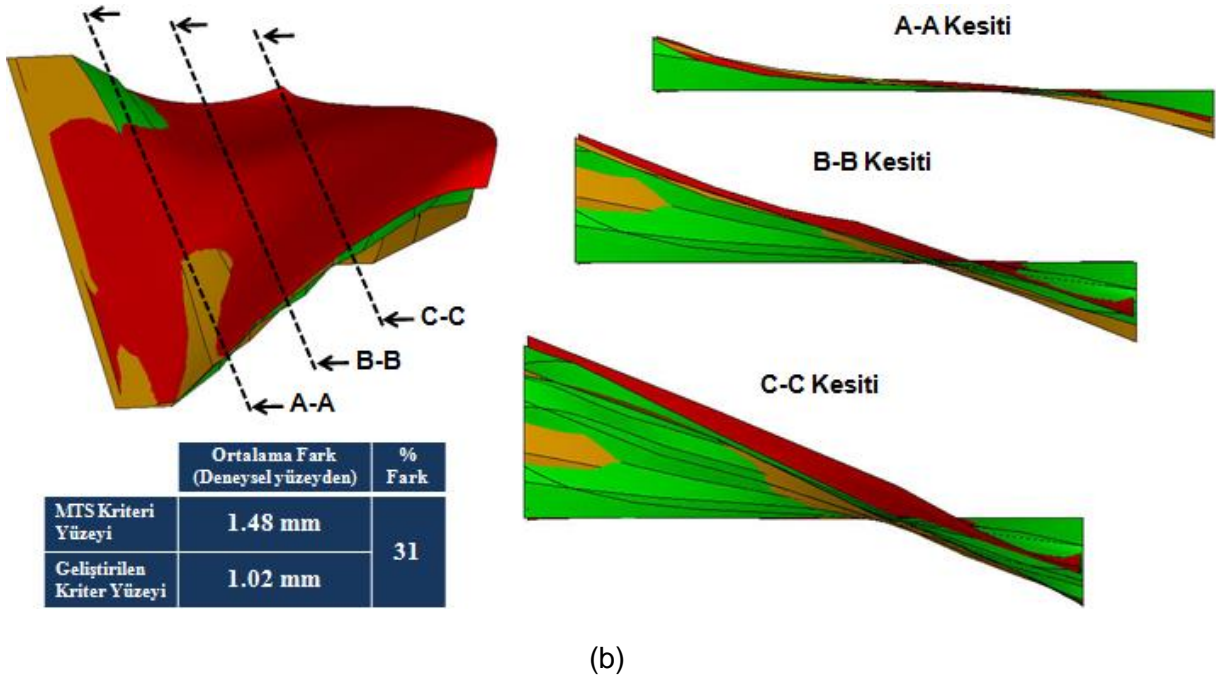 A-A Kesiti
B-B Kesiti
C-C Kesiti
C-C
B-B
A-A
Ortalama Fark
(Deneysel yüzeyden)
%
Fark
MTS Kriteri
Yüzeyi
1.48 mm
31
Geliştirilen
Kriter Yüzeyi
1.02 mm
(b)